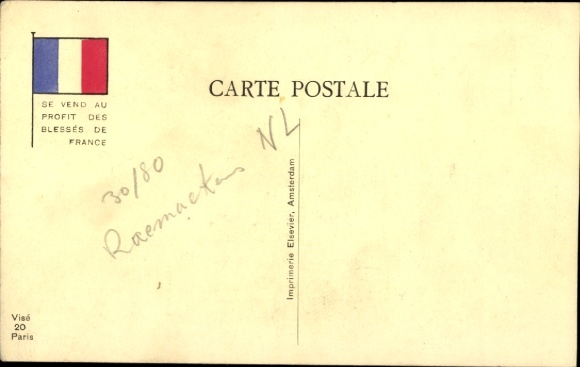 CARTE POSTALE
SE VEND AU
PROFIT DES
BLESSÉS DE
FRANCE
30/80
Raemackers NL
Imprimerie Elsevier, Amsterdam
Visé
20
Paris